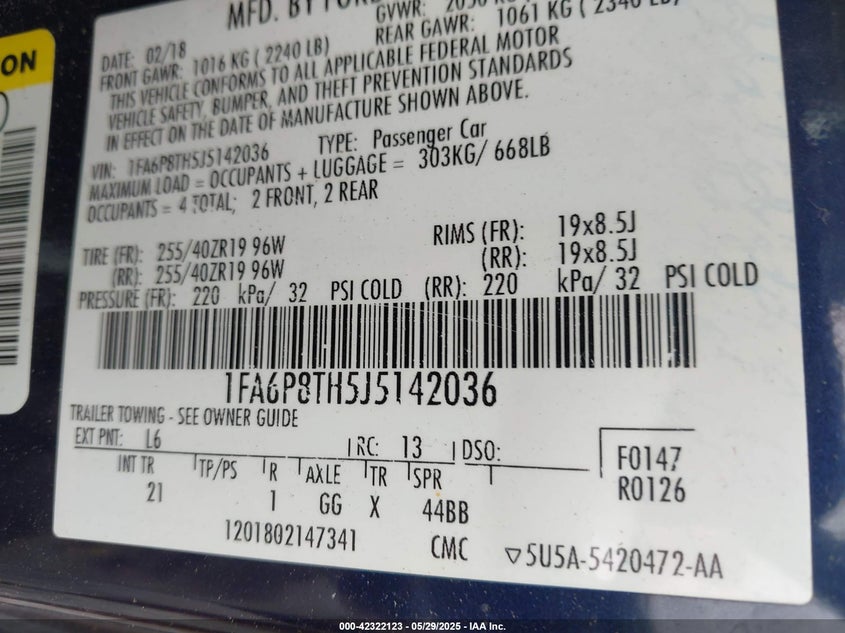 MFD. BY FORD
GVWR:
DATE: 02/18
REAR GAWR: 1061 KG ( 2340 LB)
FRONT GAWR: 1016 KG ( 2240 LB)
THIS VEHICLE CONFORMS TO ALL APPLICABLE FEDERAL MOTOR
VEHICLE SAFETY, BUMPER, AND THEFT PREVENTION STANDARDS
IN EFFECT ON THE DATE OF MANUFACTURE SHOWN ABOVE.
VIN: 1FA6P8TH5J5142036 TYPE: Passenger Car
MAXIMUM LOAD = OCCUPANTS + LUGGAGE = 303KG/ 668LB
OCCUPANTS = 4 TOTAL; 2 FRONT, 2 REAR
TIRE (FR): 255/40ZR19 96W RIMS (FR): 19x8.5J
(RR): 255/40ZR19 96W (RR): 19x8.5J
PRESSURE (FR): 220 kPa/ 32 PSI COLD (RR): 220 kPa/ 32 PSI COLD
1FA6P8TH5J5142036
TRAILER TOWING - SEE OWNER GUIDE
EXT PNT: L6 RC: 13 DSO:
F0147
R0126
INT TR TP/PS R AXLE TR SPR
21 1 GG X 44BB
1201802147341 CMC ▽5U5A-5420472-AA
ON
000-42322123 - 05/29/2025 - IAA Inc.